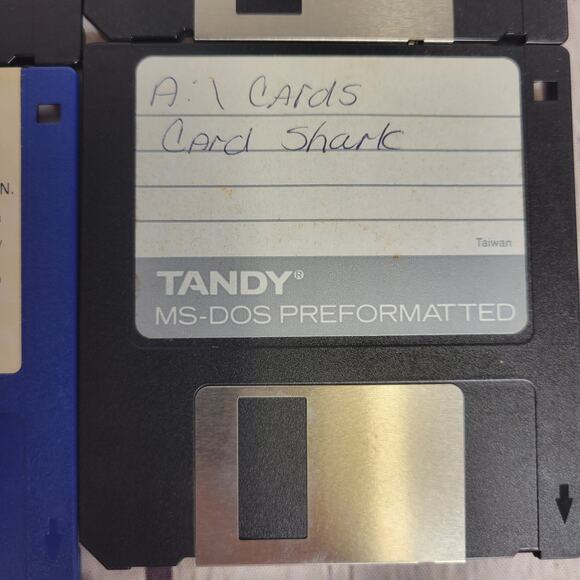 A:\ Cards
Card Shark
Taiwan
TANDY®
MS-DOS PREFORMATTED
N.